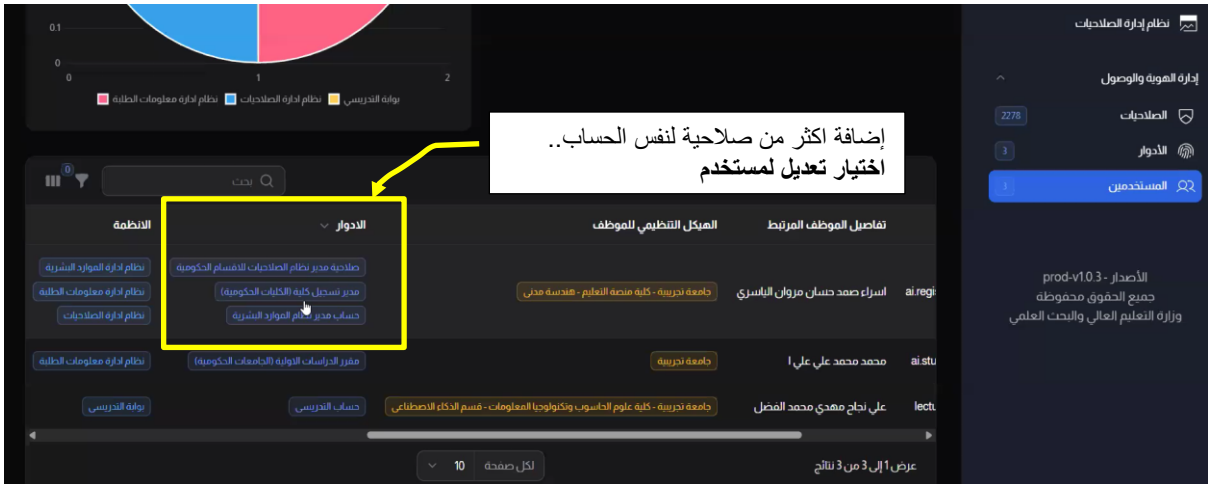 نظام إدارة الصلاحيات
إدارة الهوية والوصول
الصلاحيات 2278
الأدوار 3
المستخدمين 3
الأصدار - prod-v1.0.3
جميع الحقوق محفوظة
وزارة التعليم العالي والبحث العلمي
0.1
0
0 1 2
بوابة التدريسي نظام ادارة الصلاحيات نظام ادارة معلومات الطلبة
إضافة اكثر من صلاحية لنفس الحساب..
اختيار تعديل لمستخدم
بحث 0
تفاصيل الموظف المرتبط الهيكل التنظيمي للموظف الادوار الانظمة
صلاحية مدير نظام الصلاحيات للاقسام الحكومية نظام ادارة الموارد البشرية
ai.regi اسراء صمد حسان مروان الياسري جامعة تجريبية - كلية منصة التعليم - هندسة مدني مدير تسجيل كلية (الكليات الحكومية) نظام ادارة معلومات الطلبة
حساب مدير نظام الموارد البشرية نظام ادارة الصلاحيات
ai.stu محمد محمد علي علي ا جامعة تجريبية مقرر الدراسات الاولية (الجامعات الحكومية) نظام ادارة معلومات الطلبة
lectu علي نجاح مهدي محمد الفضل جامعة تجريبية - كلية علوم الحاسوب وتكنولوجيا المعلومات - قسم الذكاء الاصطناعي حساب التدريسي بوابة التدريسي
عرض 1 إلى 3 من 3 نتائج
لكل صفحة 10